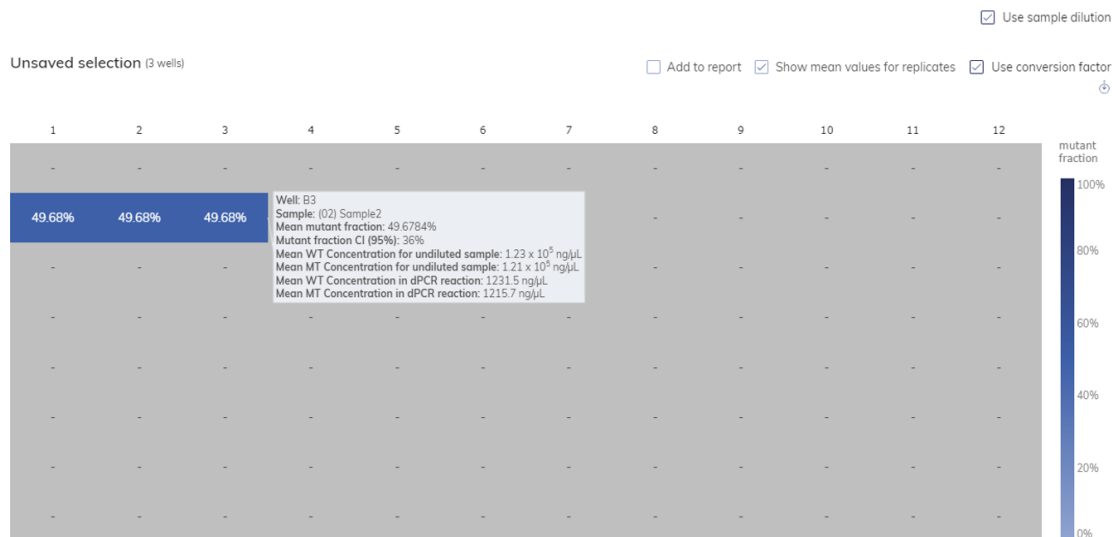 Use sample dilution
Unsaved selection (3 wells)
Add to report Show mean values for replicates Use conversion factor
1 2 3 4 5 6 7 8 9 10 11 12
mutant
fraction
- - - - - - - - - - - -
100%
49.68% 49.68% 49.68% - - - - -
Well: B3
Sample: (02) Sample2
Mean mutant fraction: 49.6784%
Mutant fraction CI (95%): 36%
Mean WT Concentration for undiluted sample: 1.23 x 10⁵ ng/µL
Mean MT Concentration for undiluted sample: 1.21 x 10⁵ ng/µL
Mean WT Concentration in dPCR reaction: 1231.5 ng/µL
Mean MT Concentration in dPCR reaction: 1215.7 ng/µL
80%
- - - - - - - -
- - - - - - - - - - - -
60%
- - - - - - - - - - - -
40%
- - - - - - - - - - - -
- - - - - - - - - - - -
20%
- - - - - - - - - - - -
0%